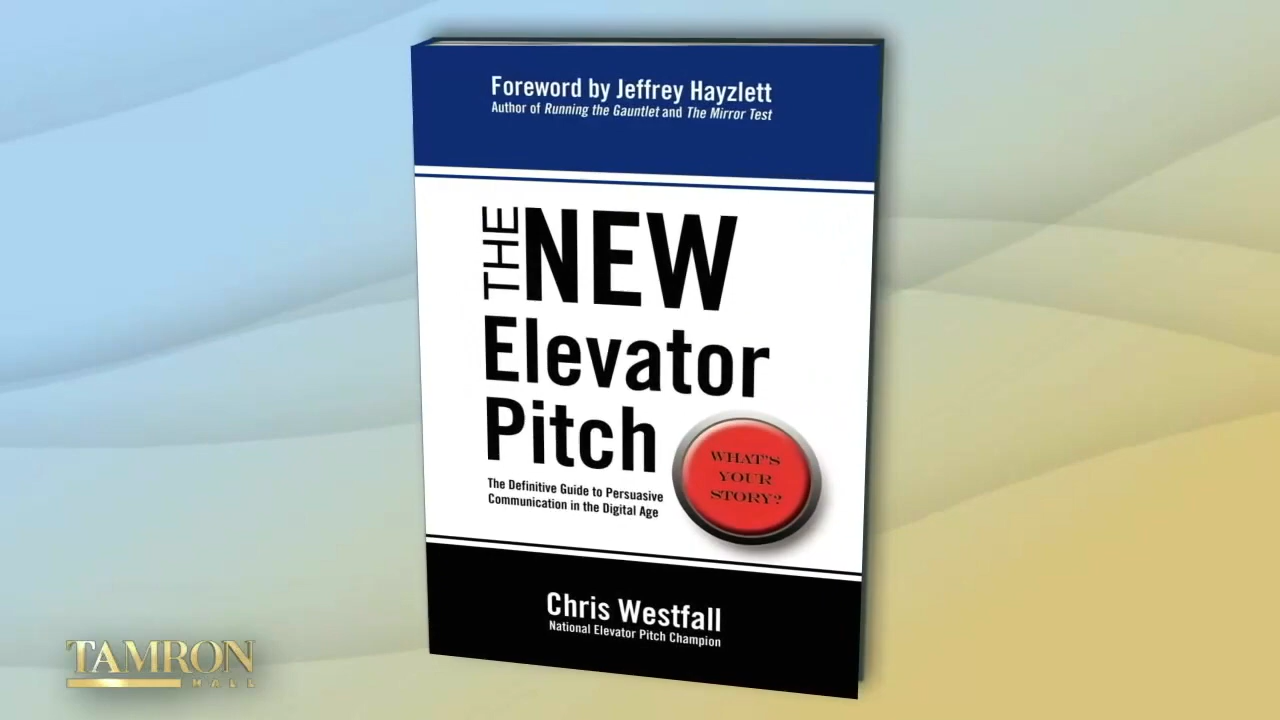 Foreword by Jeffrey Hayzlett
Author of Running the Gauntlet and The Mirror Test
THE NEW
Elevator
Pitch
WHAT'S
YOUR
STORY?
The Definitive Guide to Persuasive
Communication in the Digital Age
Chris Westfall
National Elevator Pitch Champion
TAMRON
HALL